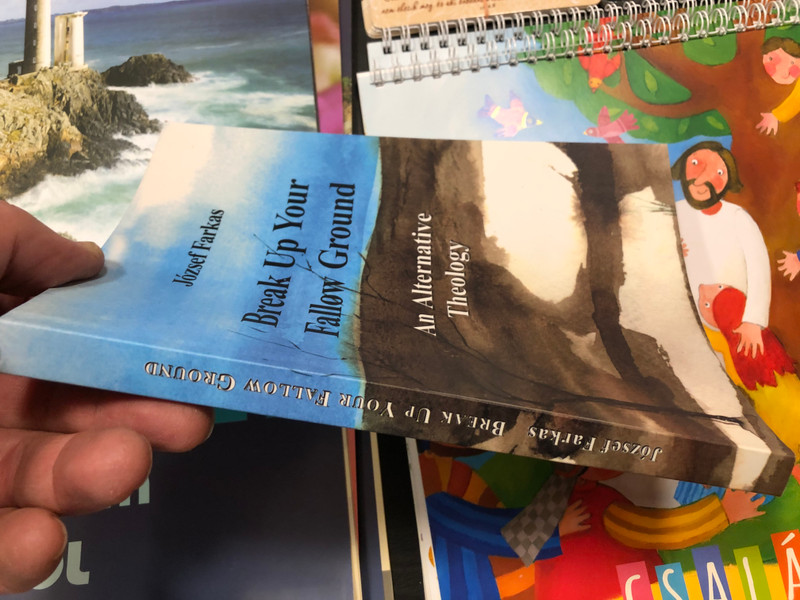 József Farkas
Break Up Your
Fallow Ground
An Alternative
Theology
József Farkas Break Up Your Fallow Ground
CSALÁ